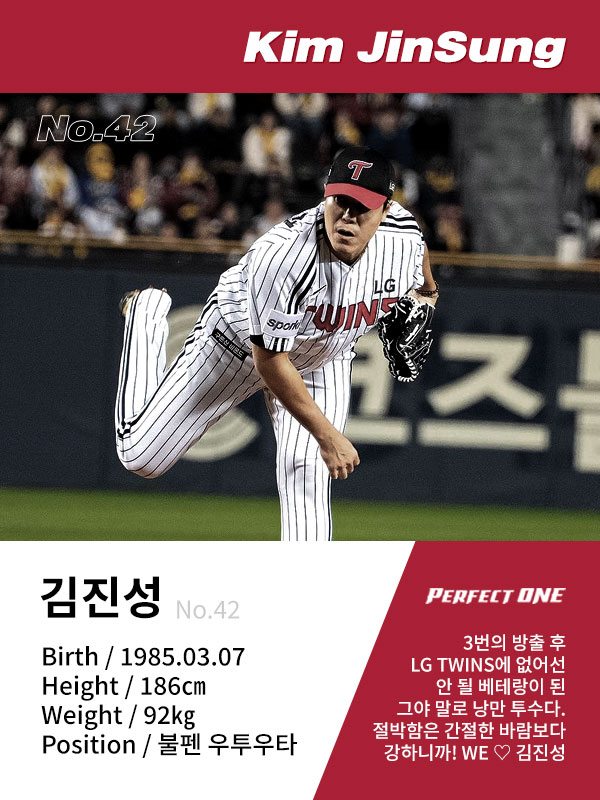 Kim JinSung
No.42
T
LG
TWINS
김진성 No.42
Birth / 1985.03.07
Height / 186㎝
Weight / 92㎏
Position / 불펜 우투우타
PERFECT ONE
3번의 방출 후
LG TWINS에 없어선
안 될 베테랑이 된
그야 말로 낭만 투수다.
절박함은 간절한 바람보다
강하니까! WE ♡ 김진성